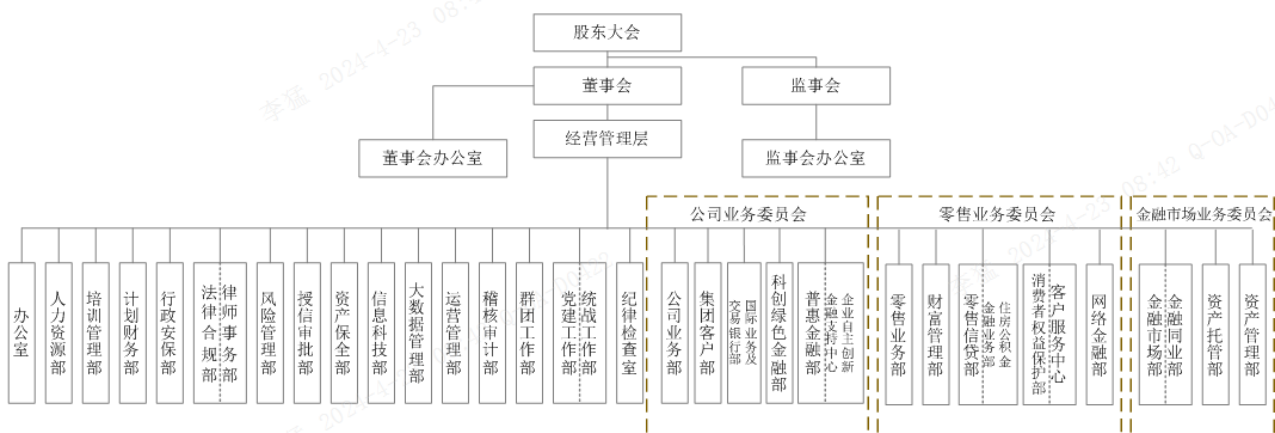 股东大会
董事会
监事会
经营管理层
董事会办公室
监事会办公室
公司业务委员会
零售业务委员会
金融市场业务委员会
办公室
人力资源部
培训管理部
计划财务部
行政安保部
法律合规部
律师事务部
风险管理部
授信审批部
资产保全部
信息科技部
大数据管理部
运营管理部
稽核审计部
群团工作部
党建工作部
统战工作部
纪律检查室
公司业务部
集团客户部
国际业务及
交易银行部
科创绿色金融部
普惠金融部
企业自主创新
金融支持中心
零售业务部
财富管理部
零售信贷部
住房公积金
金融业务部
消费者权益保护部
客户服务中心
网络金融部
金融市场部
金融同业部
资产托管部
资产管理部
李猛 2024-4-23 08:42